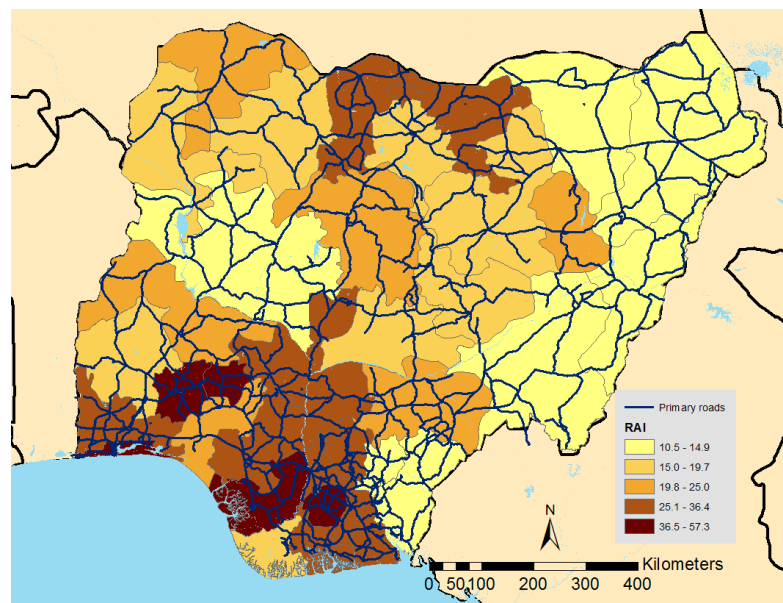 Primary roads
RAI
10.5 - 14.9
15.0 - 19.7
19.8 - 25.0
25.1 - 36.4
36.5 - 57.3
N
Kilometers
0 50 100 200 300 400